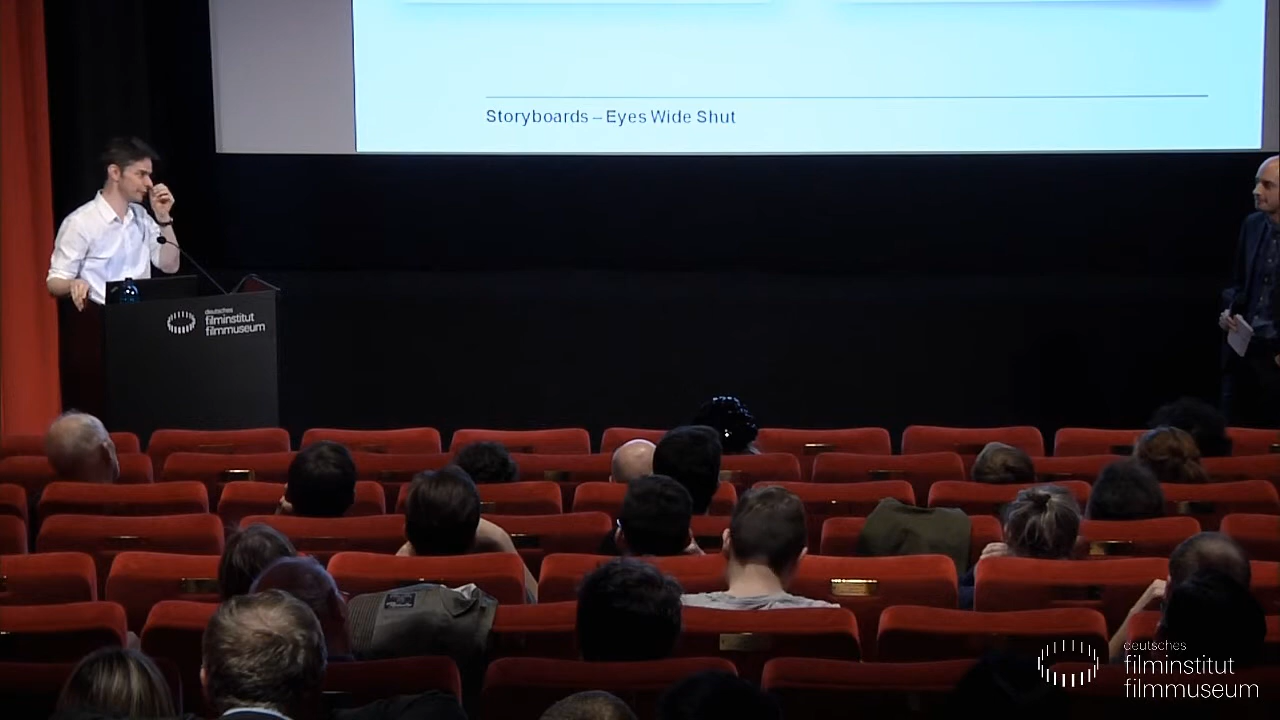 Storyboards – Eyes Wide Shut
deutsches
filminstitut
filmmuseum
deutsches
filminstitut
filmmuseum